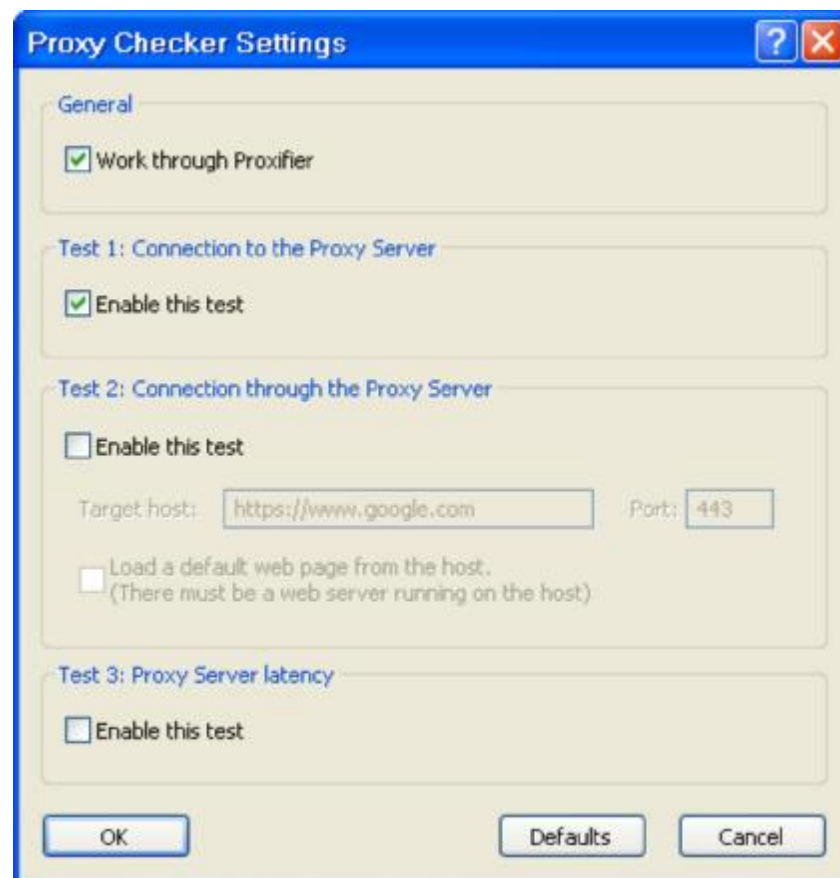 Proxy Checker Settings
General
Work through Proxifier
Test 1: Connection to the Proxy Server
Enable this test
Test 2: Connection through the Proxy Server
Enable this test
Target host: https://www.google.com Port: 443
Load a default web page from the host.
(There must be a web server running on the host)
Test 3: Proxy Server latency
Enable this test
OK Defaults Cancel